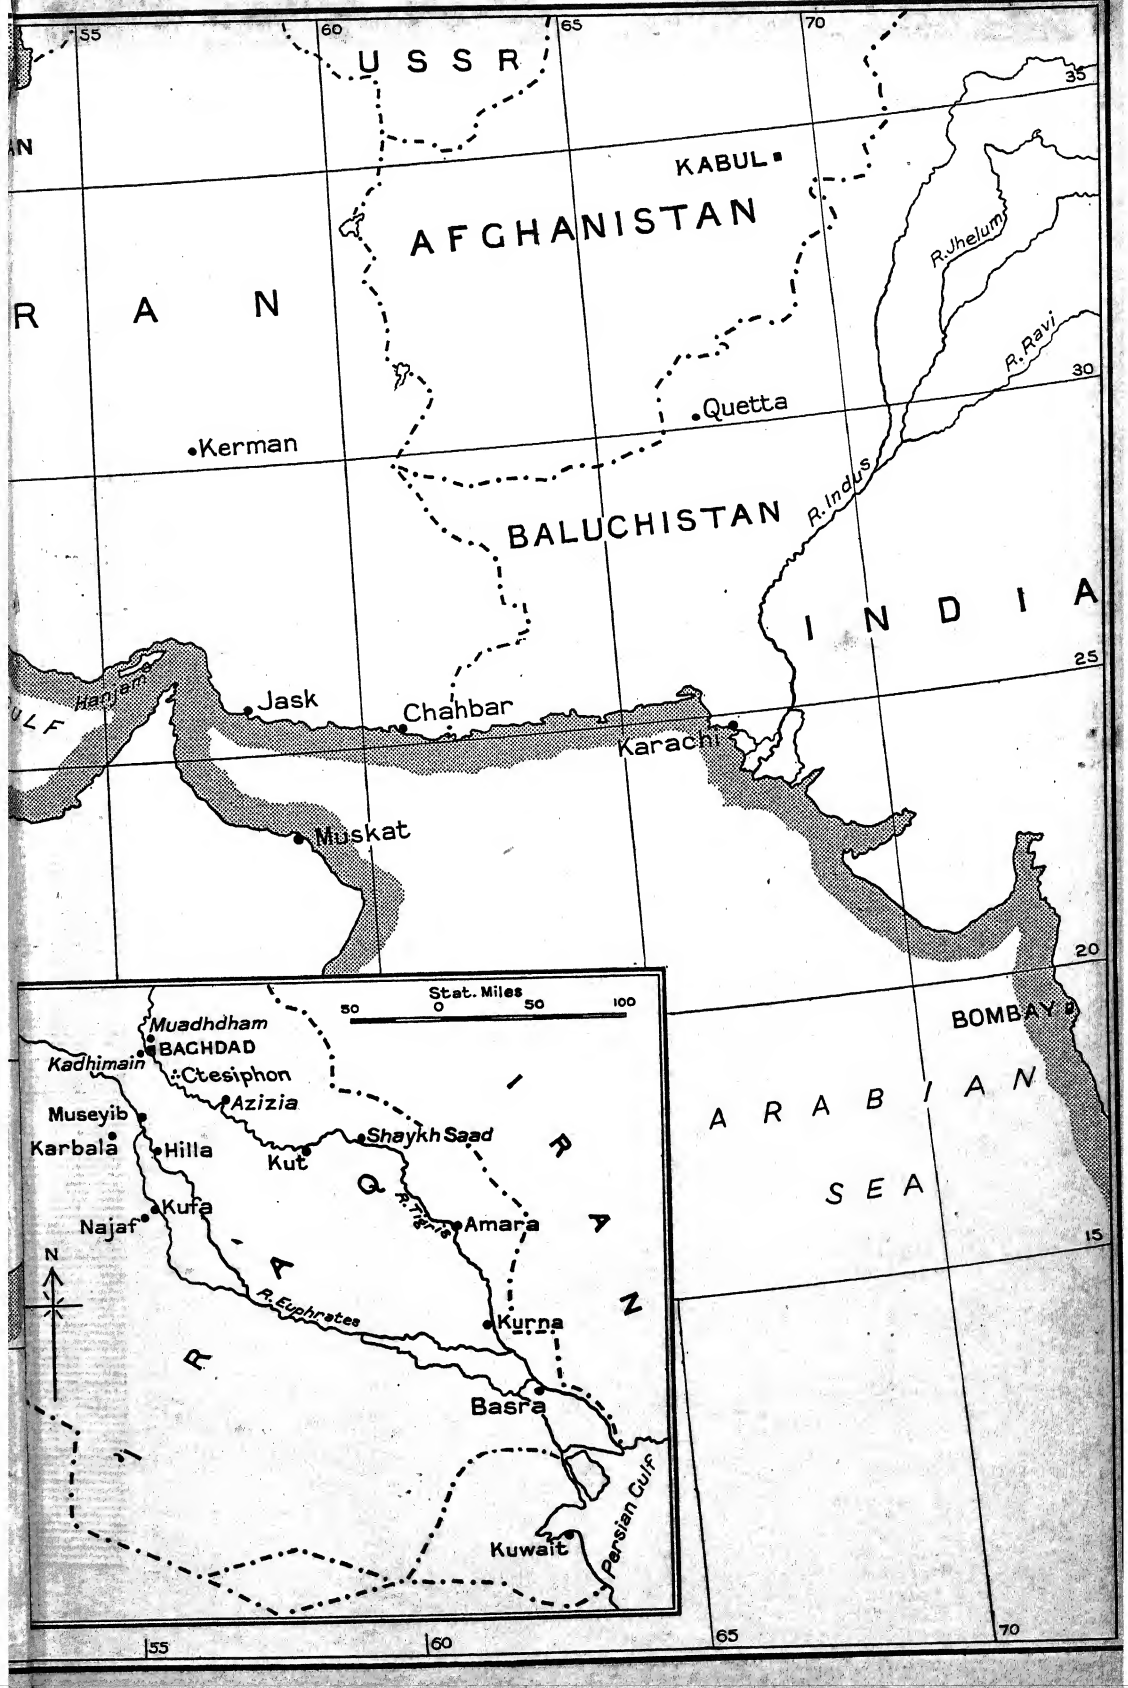 55
60
65
70
U S S R
35
AN
KABUL
AFGHANISTAN
R. Jhelum
R A N
R. Ravi
30
Quetta
Kerman
R. Indus
BALUCHISTAN
I N D I A
25
Hanjam
ULF
Jask
Chahbar
Karachi
Muskat
20
BOMBAY
A R A B I A N
S E A
15
Stat. Miles
50 0 50 100
Muadhdham
BAGHDAD
Kadhimain
Ctesiphon
Azizia
Museyib
Karbala
Hilla
Kut
Shaykh Saad
I R A N
Kufa
Najaf
R. Tigris
Amara
N
I R A Q
R. Euphrates
Kurna
Basra
Persian Gulf
Kuwait
55
60
65
70